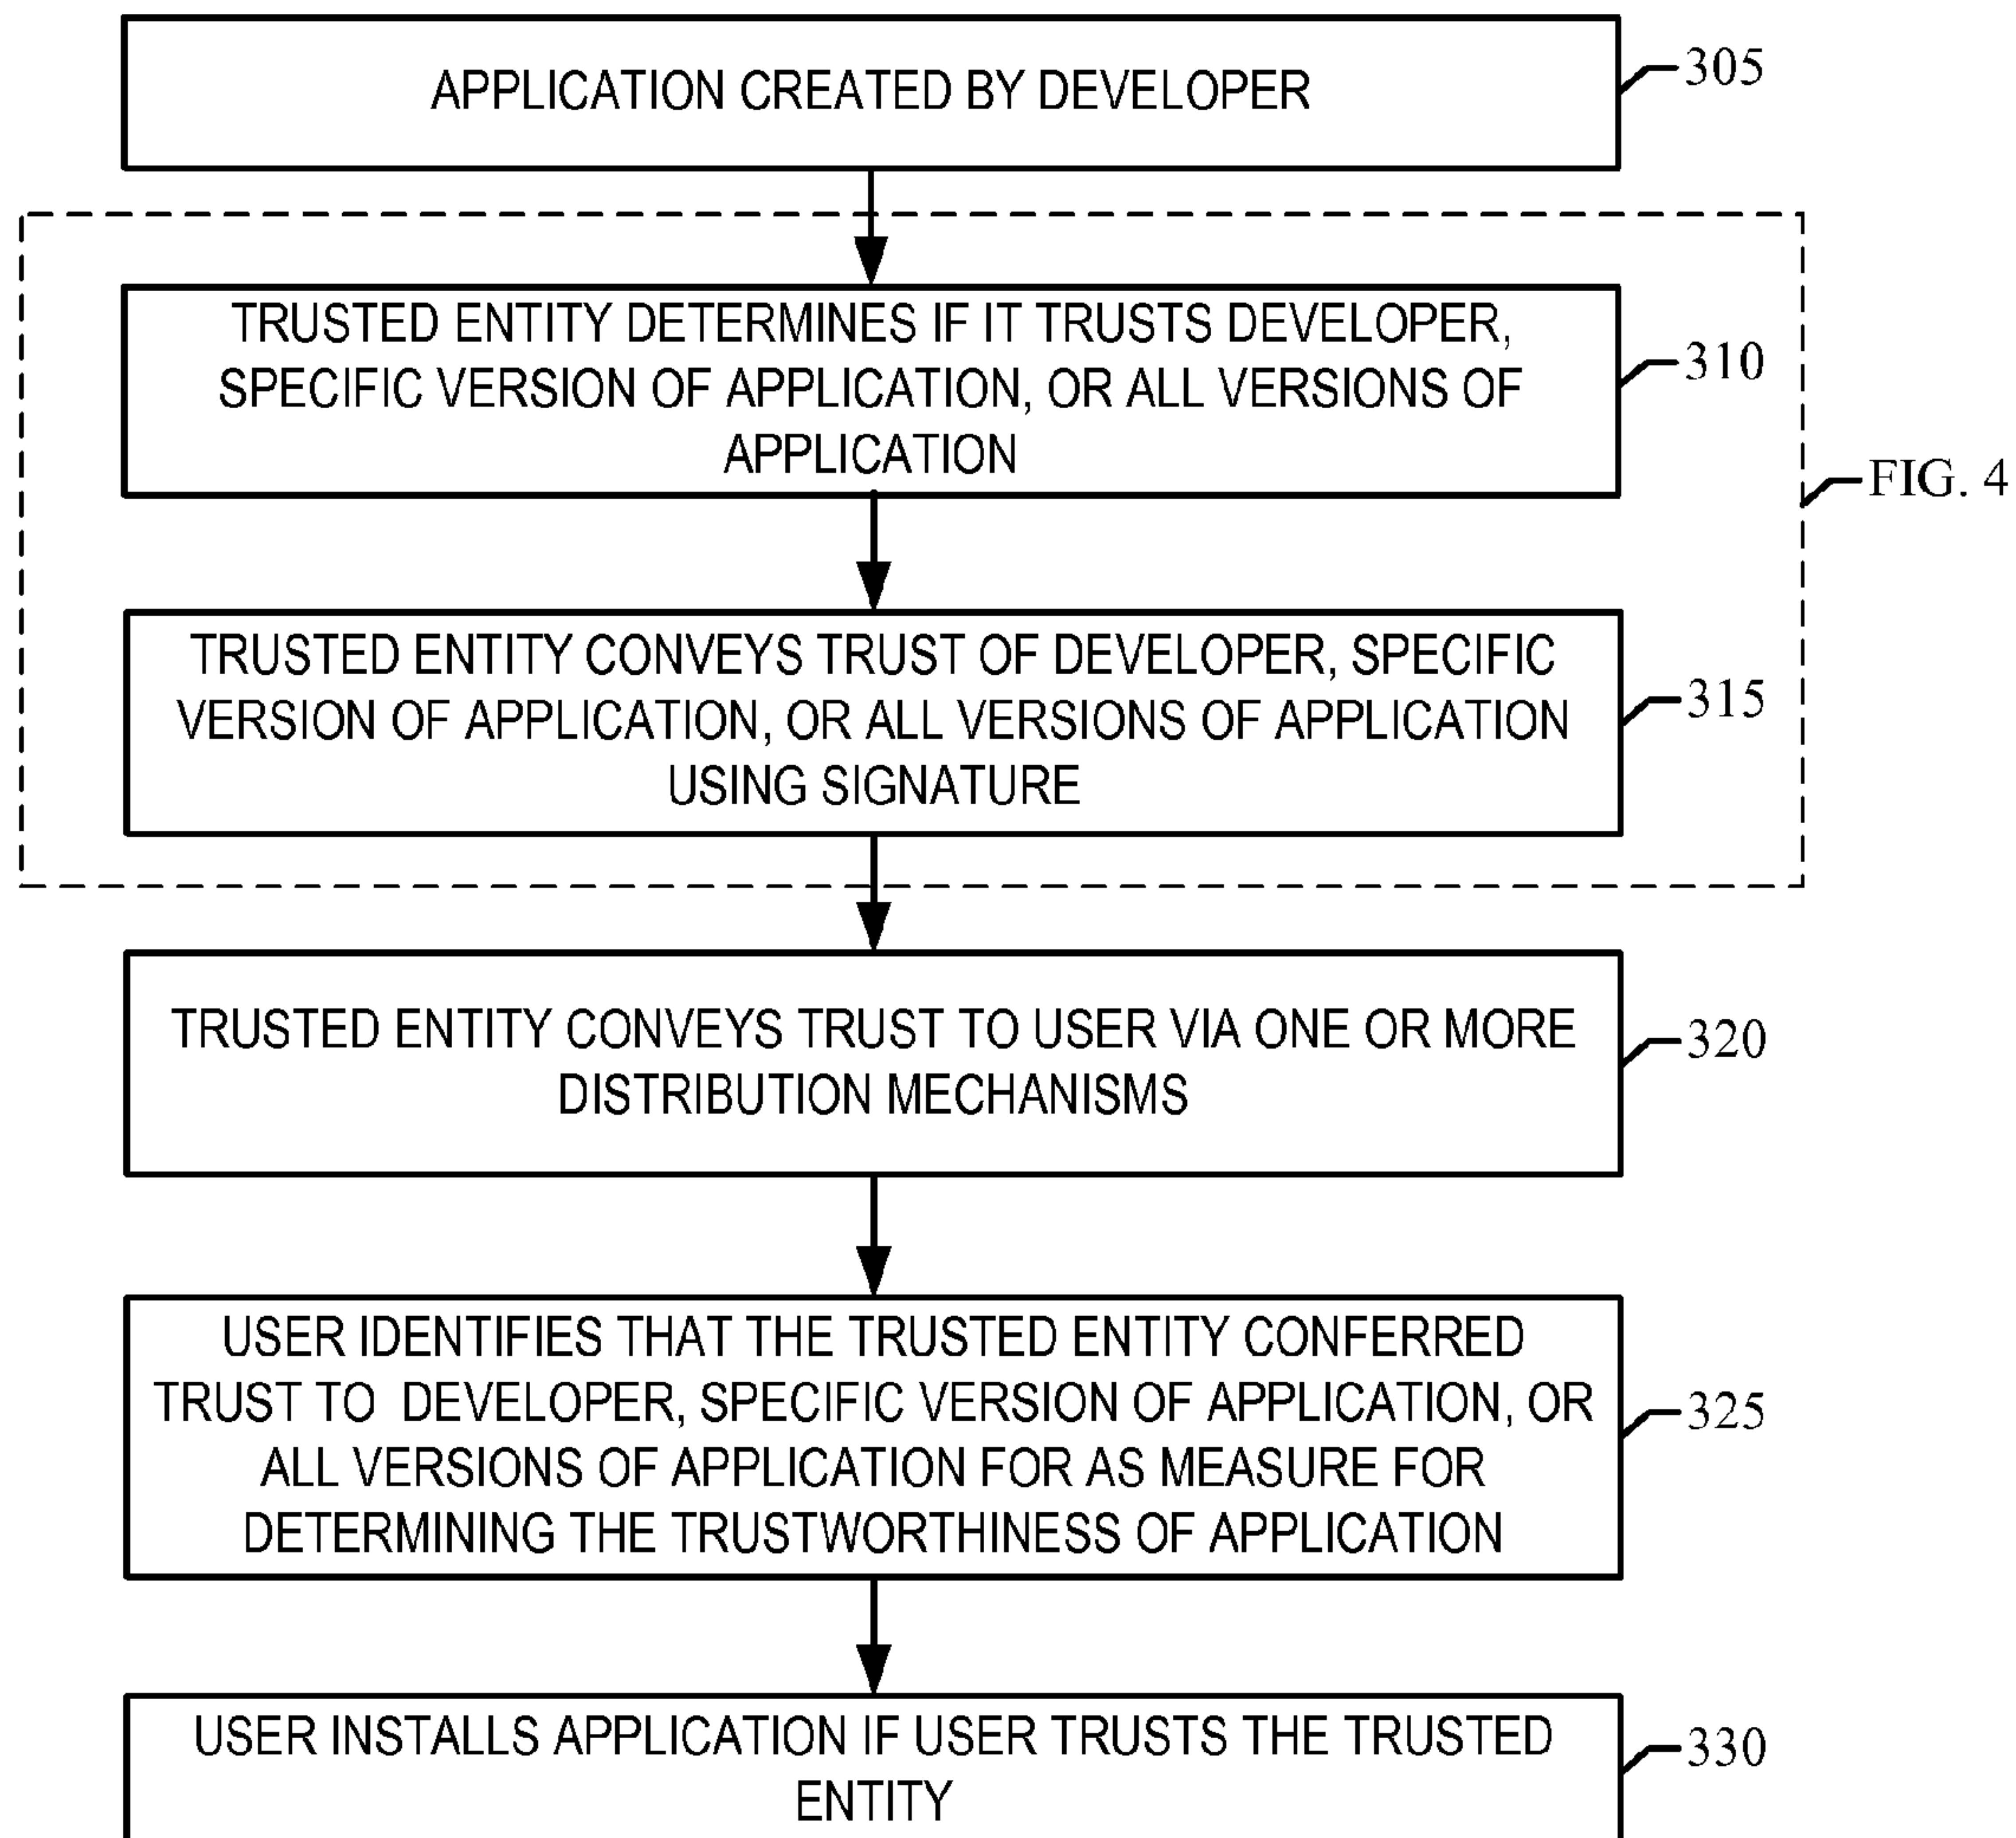 APPLICATION CREATED BY DEVELOPER
305
TRUSTED ENTITY DETERMINES IF IT TRUSTS DEVELOPER,
SPECIFIC VERSION OF APPLICATION, OR ALL VERSIONS OF
APPLICATION
310
FIG. 4
TRUSTED ENTITY CONVEYS TRUST OF DEVELOPER, SPECIFIC
VERSION OF APPLICATION, OR ALL VERSIONS OF APPLICATION
USING SIGNATURE
315
TRUSTED ENTITY CONVEYS TRUST TO USER VIA ONE OR MORE
DISTRIBUTION MECHANISMS
320
USER IDENTIFIES THAT THE TRUSTED ENTITY CONFERRED
TRUST TO DEVELOPER, SPECIFIC VERSION OF APPLICATION, OR
ALL VERSIONS OF APPLICATION FOR AS MEASURE FOR
DETERMINING THE TRUSTWORTHINESS OF APPLICATION
325
USER INSTALLS APPLICATION IF USER TRUSTS THE TRUSTED
ENTITY
330